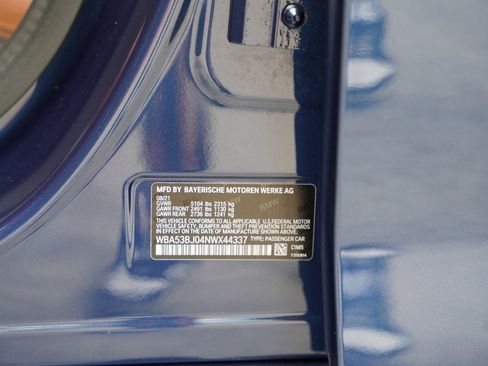 MFD BY BAYERISCHE MOTOREN WERKE AG
08/21
GVWR 5104 lbs 2315 kg
GAWR FRONT 2491 lbs 1130 kg
GAWR REAR 2736 lbs 1241 kg
THIS VEHICLE CONFORMS TO ALL APPLICABLE U.S. FEDERAL MOTOR
VEHICLE SAFETY, BUMPER AND THEFT PREVENTION STANDARDS
IN EFFECT ON THE DATE OF MANUFACTURE SHOWN ABOVE.
WBA53BJ04NWX44337 TYPE: PASSENGER CAR
BMW